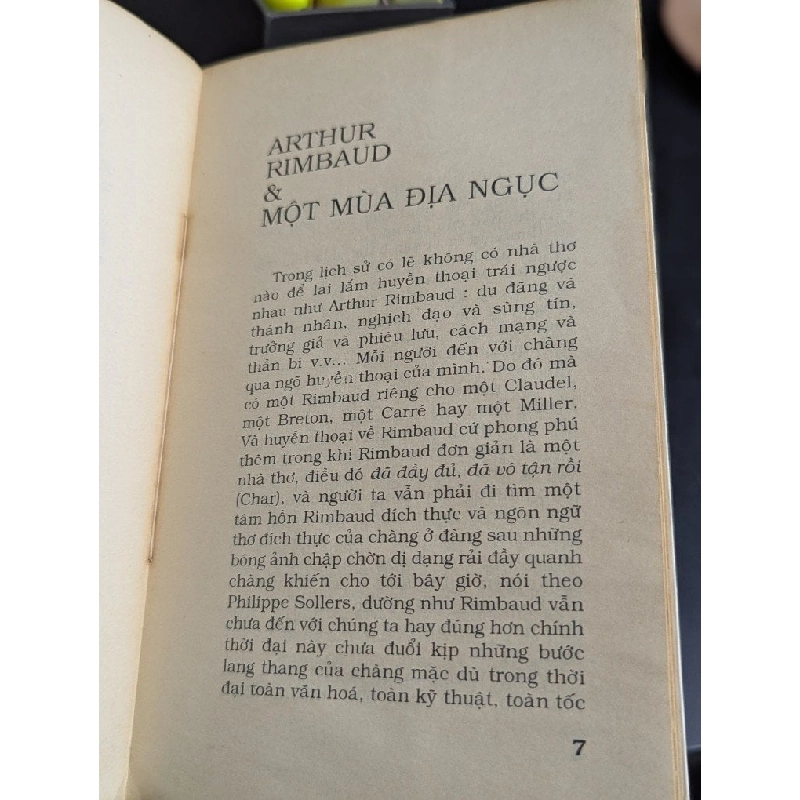 ARTHUR
RIMBAUD
&
MỘT MÙA ĐỊA NGỤC
Trong lịch sử có lẽ không có nhà thơ
nào để lại lắm huyền thoại trái ngược
nhau như Arthur Rimbaud : du đãng và
thánh nhân, nghịch đạo và sùng tín,
trưởng giả và phiêu lưu, cách mạng và
thần bí v.v... Mỗi người đến với chàng
qua ngõ huyền thoại của mình. Do đó mà
có một Rimbaud riêng cho một Claudel,
một Breton, một Carré hay một Miller.
Và huyền thoại về Rimbaud cứ phong phú
thêm trong khi Rimbaud đơn giản là một
nhà thơ, điều đó đã đầy đủ, đã vô tận rồi
(Char), và người ta vẫn phải đi tìm một
tâm hồn Rimbaud đích thực và ngôn ngữ
thơ đích thực của chàng ở đằng sau những
bóng ảnh chập chờn dị dạng rải đầy quanh
chàng khiến cho tới bây giờ, nói theo
Philippe Sollers, dường như Rimbaud vẫn
chưa đến với chúng ta hay đúng hơn chính
thời đại này chưa đuổi kịp những bước
lang thang của chàng mặc dù trong thời
đại toàn văn hoá, toàn kỹ thuật, toàn tốc
7